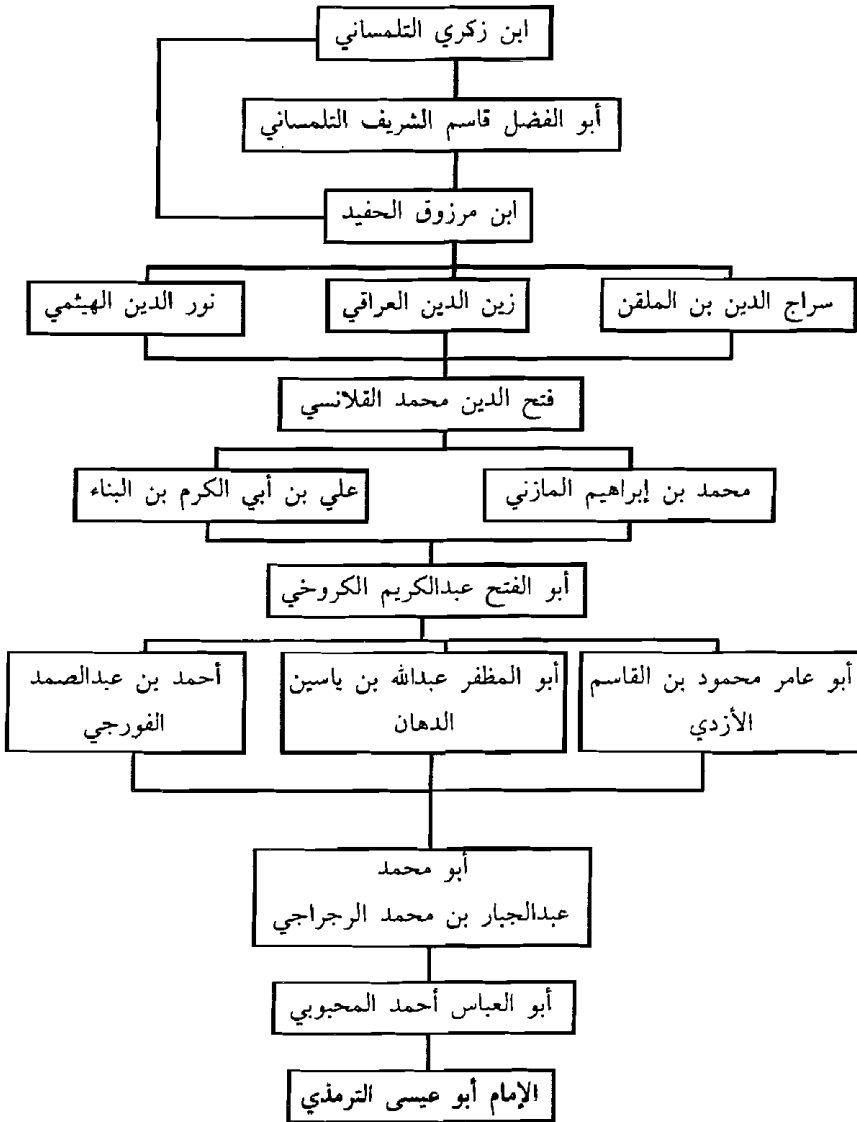 ابن زكري التلمساني
أبو الفضل قاسم الشريف التلمساني
ابن مرزوق الحفيد
سراج الدين بن الملقن
زين الدين العراقي
نور الدين الهيثمي
فتح الدين محمد القلانسي
محمد بن إبراهيم المازني
علي بن أبي الكرم بن البناء
أبو الفتح عبدالكريم الكروخي
أبو عامر محمود بن القاسم
الأزدي
أبو المظفر عبدالله بن ياسين
الدهان
أحمد بن عبدالصمد
الفورجي
أبو محمد
عبدالجبار بن محمد الرجراجي
أبو العباس أحمد المحبوبي
الإمام أبو عيسى الترمذي